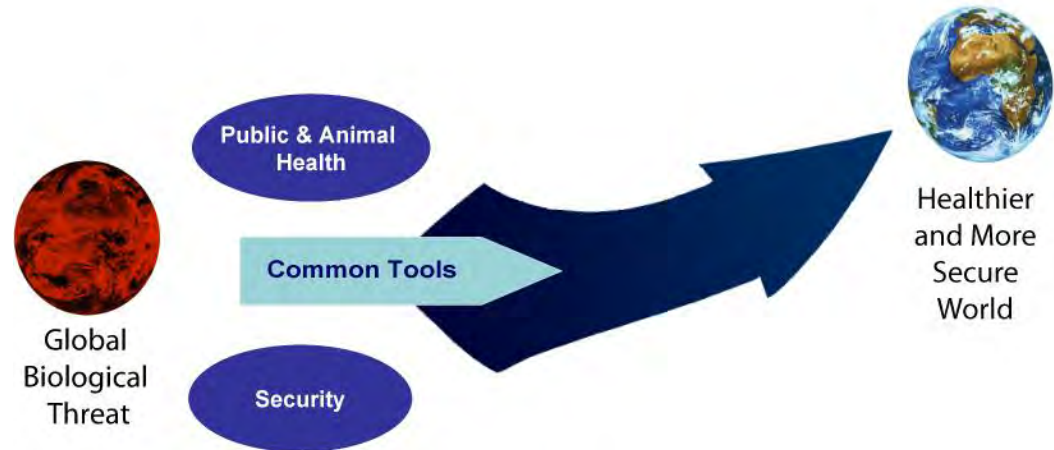 Public & Animal
Health
Common Tools
Security
Global
Biological
Threat
Healthier
and More
Secure
World